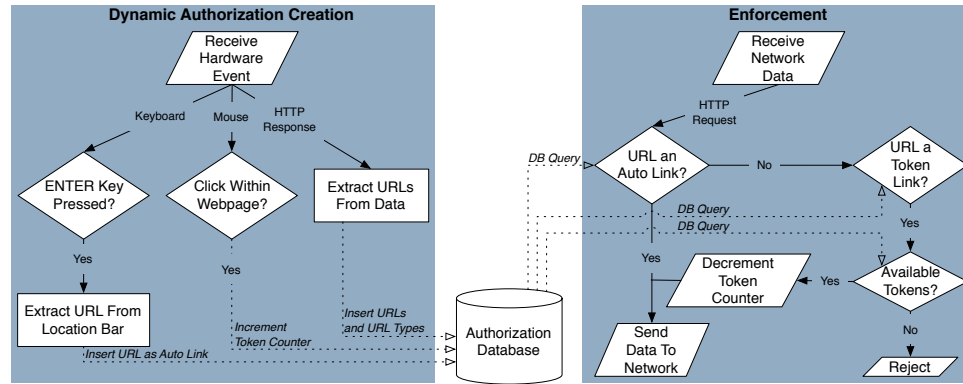 Dynamic Authorization Creation
Receive
Hardware
Event
Keyboard
Mouse
HTTP
Response
ENTER Key
Pressed?
Click Within
Webpage?
Extract URLs
From Data
Yes
Yes
Extract URL From
Location Bar
Insert URL as Auto Link
Increment
Token Counter
Insert URLs
and URL Types
Authorization
Database
Enforcement
Receive
Network
Data
HTTP
Request
DB Query
URL an
Auto Link?
No
URL a
Token
Link?
DB Query
DB Query
Yes
Yes
Decrement
Token
Counter
Yes
Available
Tokens?
Send
Data To
Network
No
Reject